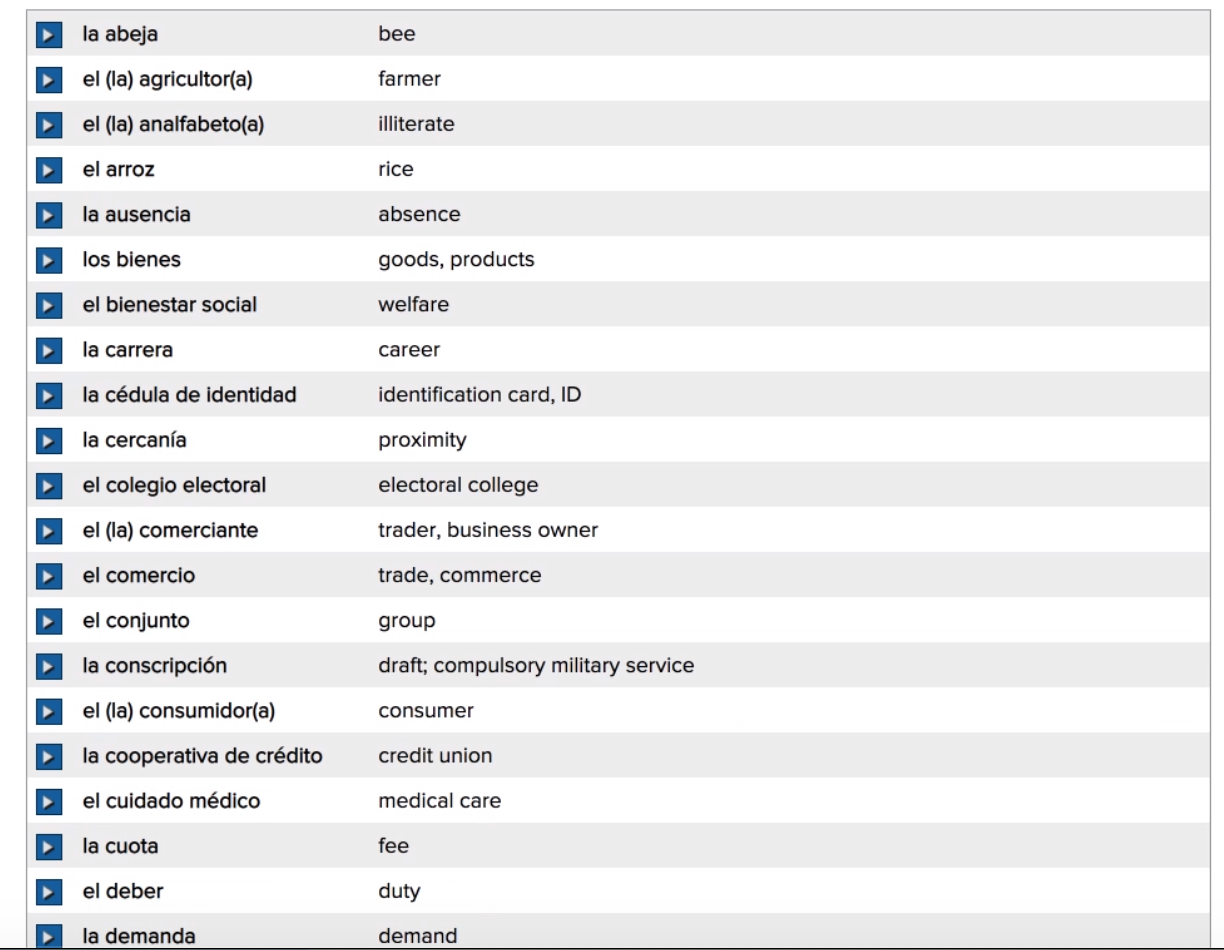 la abeja bee
el (la) agricultor(a) farmer
el (la) analfabeto(a) illiterate
el arroz rice
la ausencia absence
los bienes goods, products
el bienestar social welfare
la carrera career
la cédula de identidad identification card, ID
la cercanía proximity
el colegio electoral electoral college
el (la) comerciante trader, business owner
el comercio trade, commerce
el conjunto group
la conscripción draft; compulsory military service
el (la) consumidor(a) consumer
la cooperativa de crédito credit union
el cuidado médico medical care
la cuota fee
el deber duty
la demanda demand